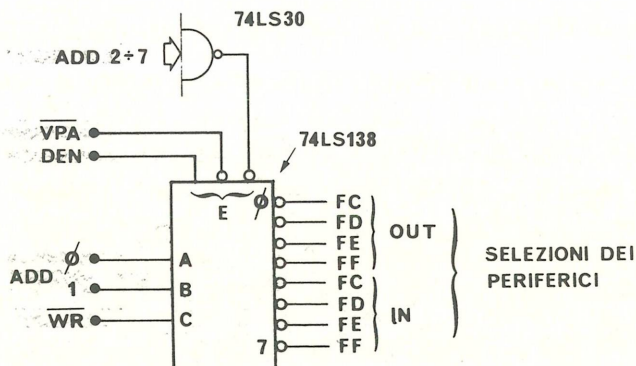 74LS30
ADD 2÷7
VPA
DEN
74LS138
E
Ø
FC
FD
FE
FF
FC
FD
FE
FF
OUT
IN
SELEZIONI DEI
PERIFERICI
ADD
Ø
1
WR
A
B
C
7